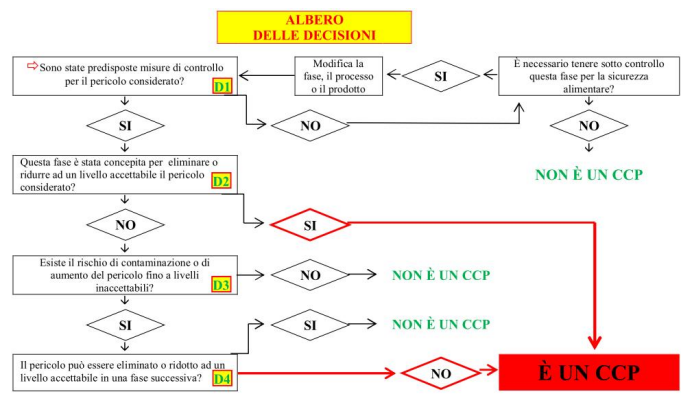 ALBERO
DELLE DECISIONI
⇨Sono state predisposte misure di controllo
per il pericolo considerato?
D1
Modifica la
fase, il processo
o il prodotto
SI
È necessario tenere sotto controllo
questa fase per la sicurezza
alimentare?
SI
NO
NO
NON È UN CCP
Questa fase è stata concepita per eliminare o
ridurre ad un livello accettabile il pericolo
considerato?
D2
NO
SI
Esiste il rischio di contaminazione o di
aumento del pericolo fino a livelli
inaccettabili?
D3
NO
NON È UN CCP
SI
SI
NON È UN CCP
Il pericolo può essere eliminato o ridotto ad un
livello accettabile in una fase successiva?
D4
NO
È UN CCP